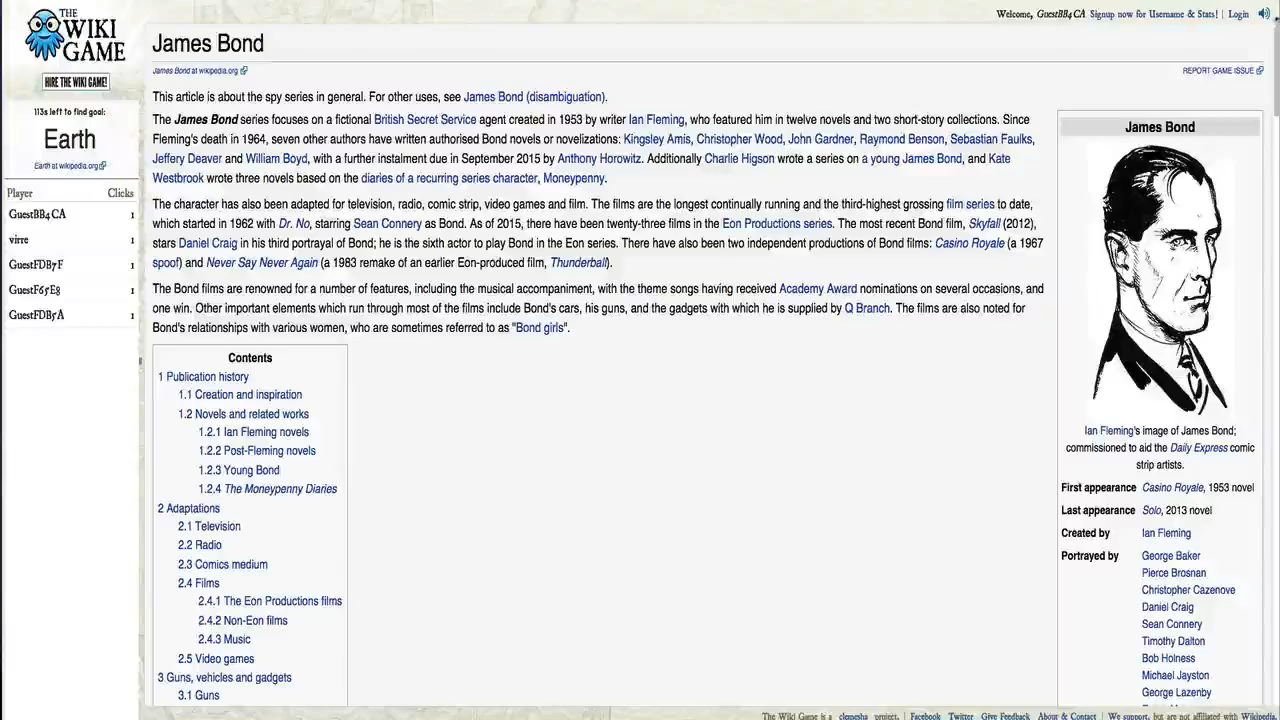 THE
WIKI
GAME
HIRE THE WIKI GAME!
113s left to find goal:
Earth
Earth at wikipedia.org
Player Clicks
GuestBB4CA 1
virre 1
GuestFDB7F 1
GuestF65E8 1
GuestFDB5A 1
Welcome, GuestBB4CA Signup now for Username & Stats! | Login
James Bond
James Bond at wikipedia.org
REPORT GAME ISSUE
This article is about the spy series in general. For other uses, see James Bond (disambiguation).
The James Bond series focuses on a fictional British Secret Service agent created in 1953 by writer Ian Fleming, who featured him in twelve novels and two short-story collections. Since
Fleming's death in 1964, seven other authors have written authorised Bond novels or novelizations: Kingsley Amis, Christopher Wood, John Gardner, Raymond Benson, Sebastian Faulks,
Jeffery Deaver and William Boyd, with a further instalment due in September 2015 by Anthony Horowitz. Additionally Charlie Higson wrote a series on a young James Bond, and Kate
Westbrook wrote three novels based on the diaries of a recurring series character, Moneypenny.
The character has also been adapted for television, radio, comic strip, video games and film. The films are the longest continually running and the third-highest grossing film series to date,
which started in 1962 with Dr. No, starring Sean Connery as Bond. As of 2015, there have been twenty-three films in the Eon Productions series. The most recent Bond film, Skyfall (2012),
stars Daniel Craig in his third portrayal of Bond; he is the sixth actor to play Bond in the Eon series. There have also been two independent productions of Bond films: Casino Royale (a 1967
spoof) and Never Say Never Again (a 1983 remake of an earlier Eon-produced film, Thunderball).
The Bond films are renowned for a number of features, including the musical accompaniment, with the theme songs having received Academy Award nominations on several occasions, and
one win. Other important elements which run through most of the films include Bond's cars, his guns, and the gadgets with which he is supplied by Q Branch. The films are also noted for
Bond's relationships with various women, who are sometimes referred to as "Bond girls".
Contents
1 Publication history
1.1 Creation and inspiration
1.2 Novels and related works
1.2.1 Ian Fleming novels
1.2.2 Post-Fleming novels
1.2.3 Young Bond
1.2.4 The Moneypenny Diaries
2 Adaptations
2.1 Television
2.2 Radio
2.3 Comics medium
2.4 Films
2.4.1 The Eon Productions films
2.4.2 Non-Eon films
2.4.3 Music
2.5 Video games
3 Guns, vehicles and gadgets
3.1 Guns
James Bond
Ian Fleming's image of James Bond;
commissioned to aid the Daily Express comic
strip artists.
First appearance Casino Royale, 1953 novel
Last appearance Solo, 2013 novel
Created by Ian Fleming
Portrayed by George Baker
Pierce Brosnan
Christopher Cazenove
Daniel Craig
Sean Connery
Timothy Dalton
Bob Holness
Michael Jayston
George Lazenby
The Wiki Game is a clemesha project. | Facebook Twitter Give Feedback About & Contact | We support, but are not affiliated with Wikipedia.